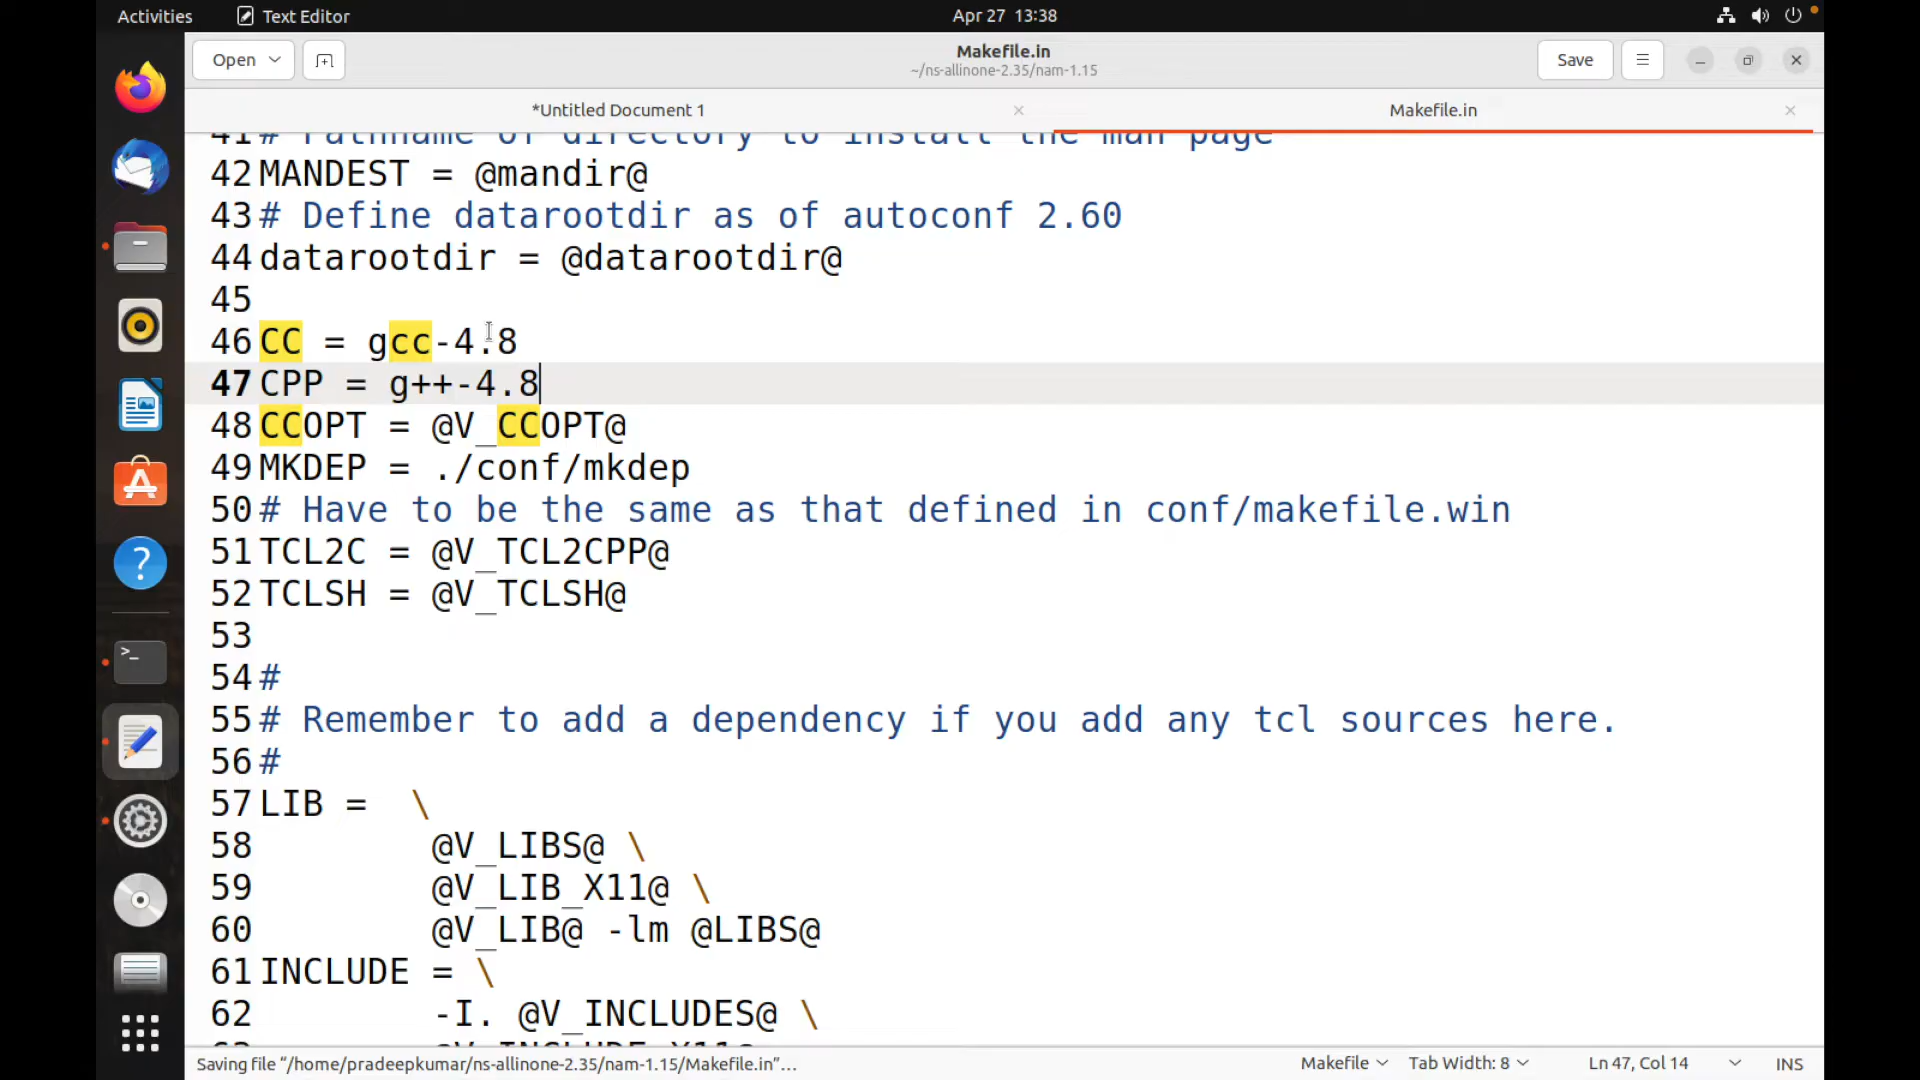 Activities Text Editor Apr 27 13:38
Open Makefile.in Save
~/ns-allinone-2.35/nam-1.15
*Untitled Document 1 Makefile.in
41 # Pathname of directory to install the man page
42 MANDEST = @mandir@
43 # Define datarootdir as of autoconf 2.60
44 datarootdir = @datarootdir@
45
46 CC = gcc-4.8
47 CPP = g++-4.8
48 CCOPT = @V_CCOPT@
49 MKDEP = ./conf/mkdep
50 # Have to be the same as that defined in conf/makefile.win
51 TCL2C = @V_TCL2CPP@
52 TCLSH = @V_TCLSH@
53
54 #
55 # Remember to add a dependency if you add any tcl sources here.
56 #
57 LIB = \
58 @V_LIBS@ \
59 @V_LIB_X11@ \
60 @V_LIB@ -lm @LIBS@
61 INCLUDE = \
62 -I. @V_INCLUDES@ \
Saving file “/home/pradeepkumar/ns-allinone-2.35/nam-1.15/Makefile.in”... Makefile Tab Width: 8 Ln 47, Col 14 INS